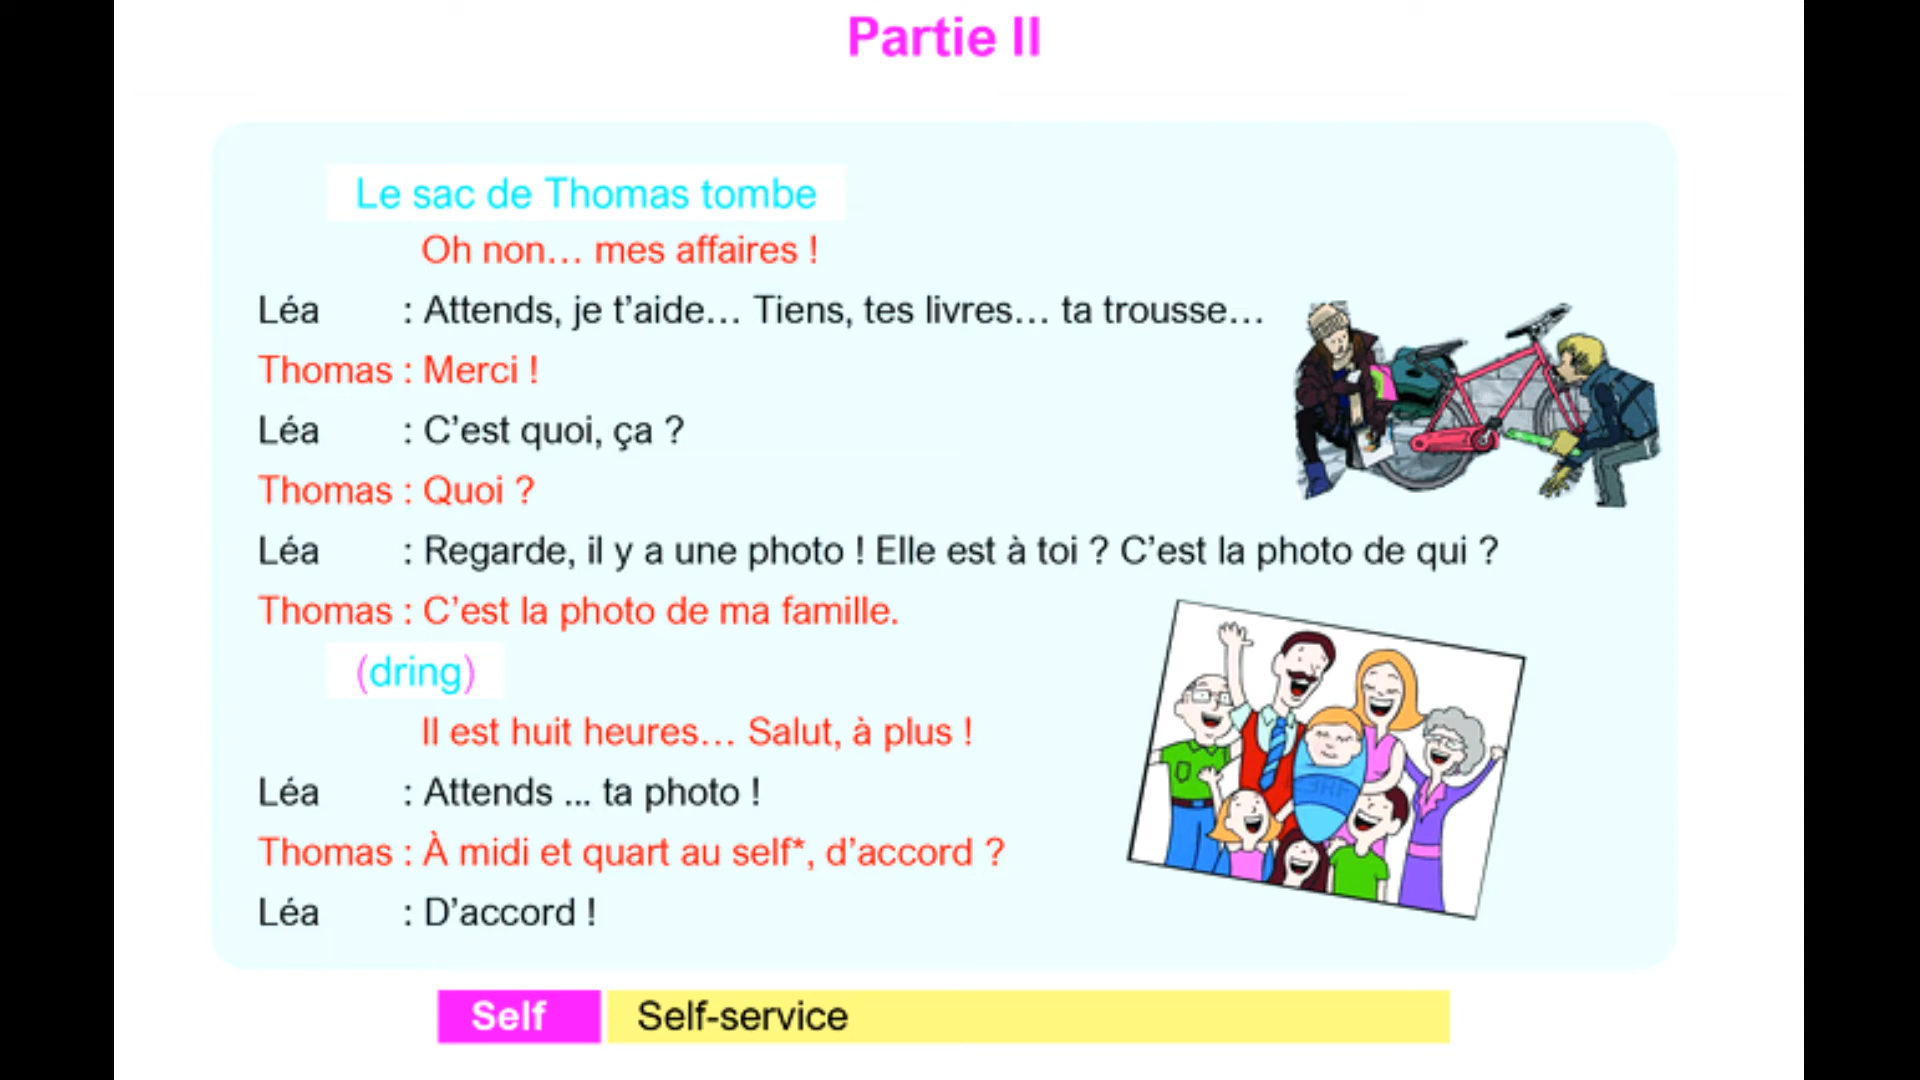 Partie II
Le sac de Thomas tombe
Oh non… mes affaires !
Léa : Attends, je t’aide… Tiens, tes livres… ta trousse…
Thomas : Merci !
Léa : C’est quoi, ça ?
Thomas : Quoi ?
Léa : Regarde, il y a une photo ! Elle est à toi ? C’est la photo de qui ?
Thomas : C’est la photo de ma famille.
(dring)
Il est huit heures… Salut, à plus !
Léa : Attends ... ta photo !
Thomas : À midi et quart au self*, d’accord ?
Léa : D’accord !
Self Self-service